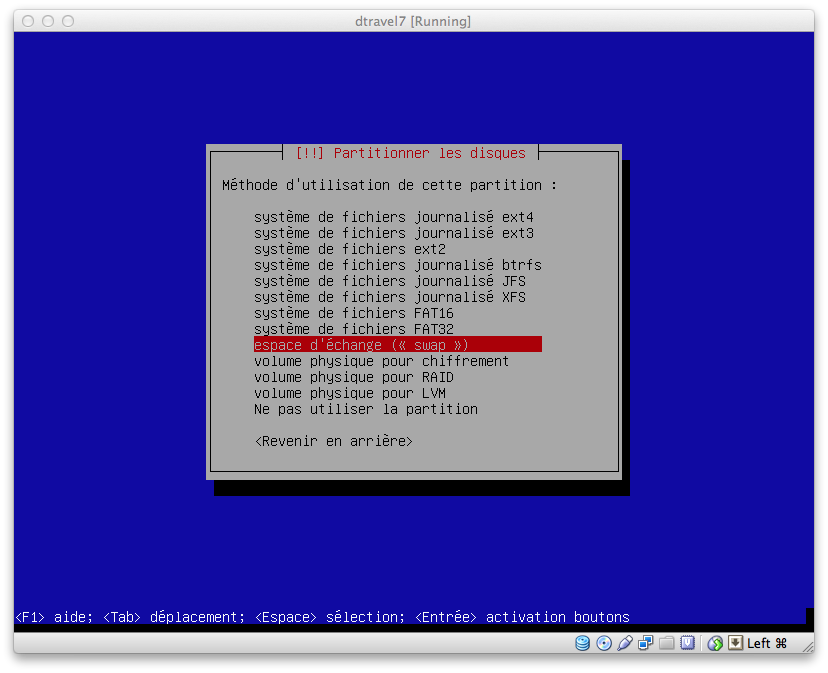 dtravel7 [Running]
[!!] Partitionner les disques
Méthode d'utilisation de cette partition :
système de fichiers journalisé ext4
système de fichiers journalisé ext3
système de fichiers ext2
système de fichiers journalisé btrfs
système de fichiers journalisé JFS
système de fichiers journalisé XFS
système de fichiers FAT16
système de fichiers FAT32
espace d'échange (« swap »)
volume physique pour chiffrement
volume physique pour RAID
volume physique pour LVM
Ne pas utiliser la partition
<Revenir en arrière>
<F1> aide; <Tab> déplacement; <Espace> sélection; <Entrée> activation boutons
Left ⌘